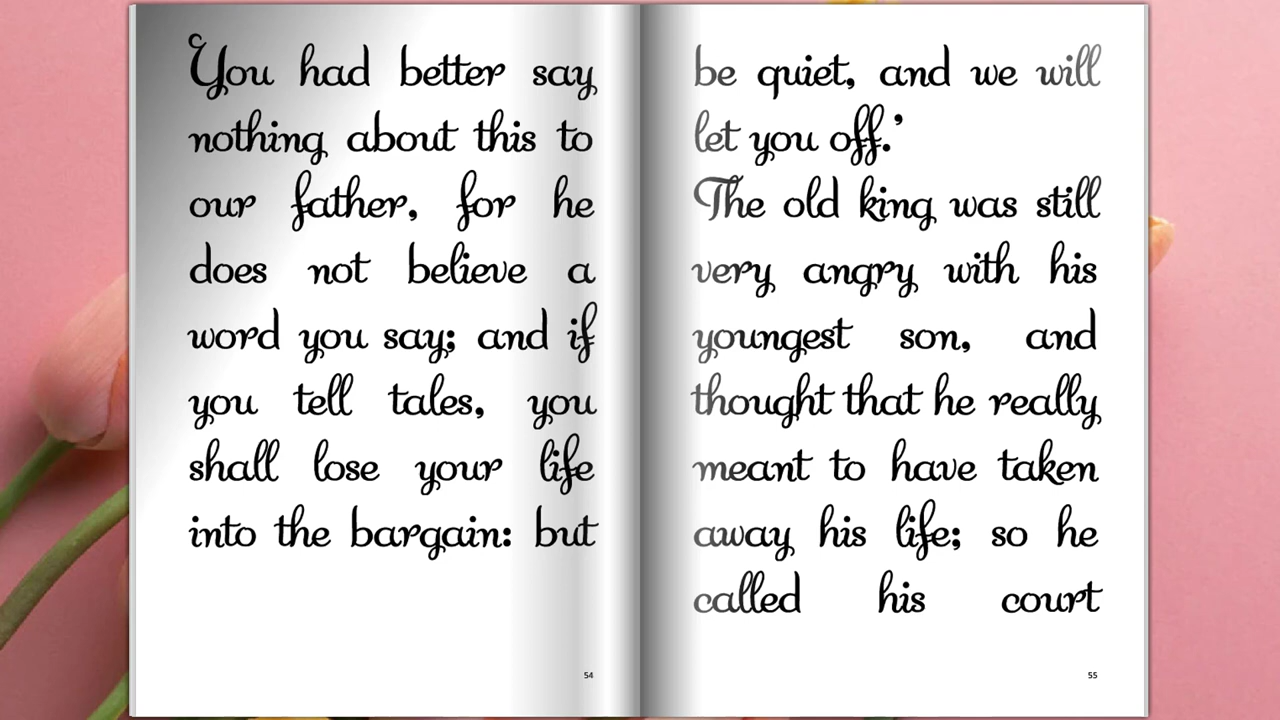 You had better say
nothing about this to
our father, for he
does not believe a
word you say; and if
you tell tales, you
shall lose your life
into the bargain: but
54
be quiet, and we will
let you off.’
The old king was still
very angry with his
youngest son, and
thought that he really
meant to have taken
away his life; so he
called his court
55